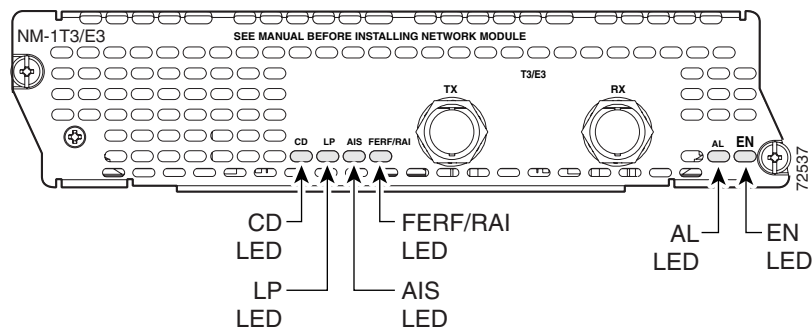 NM-1T3/E3
SEE MANUAL BEFORE INSTALLING NETWORK MODULE
T3/E3
TX
RX
CD LP AIS FERF/RAI
AL EN
72537
CD
LED
FERF/RAI
LED
AL
LED
EN
LED
LP
LED
AIS
LED